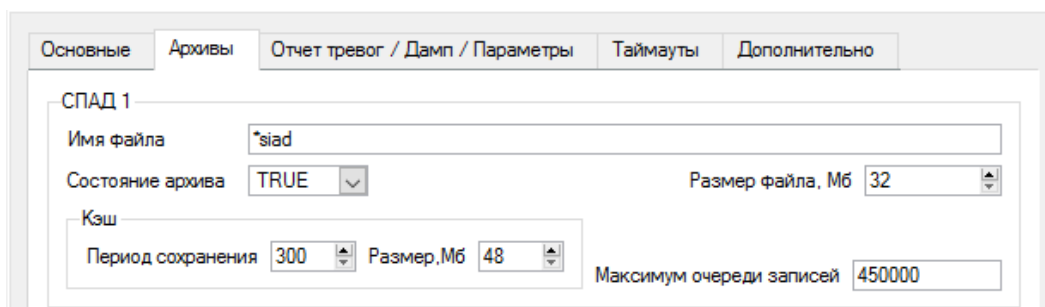 Основные Архивы Отчет тревог / Дамп / Параметры Таймауты Дополнительно
СПАД 1
Имя файла *siad
Состояние архива TRUE Размер файла, Мб 32
Кэш
Период сохранения 300 Размер,Мб 48
Максимум очереди записей 450000